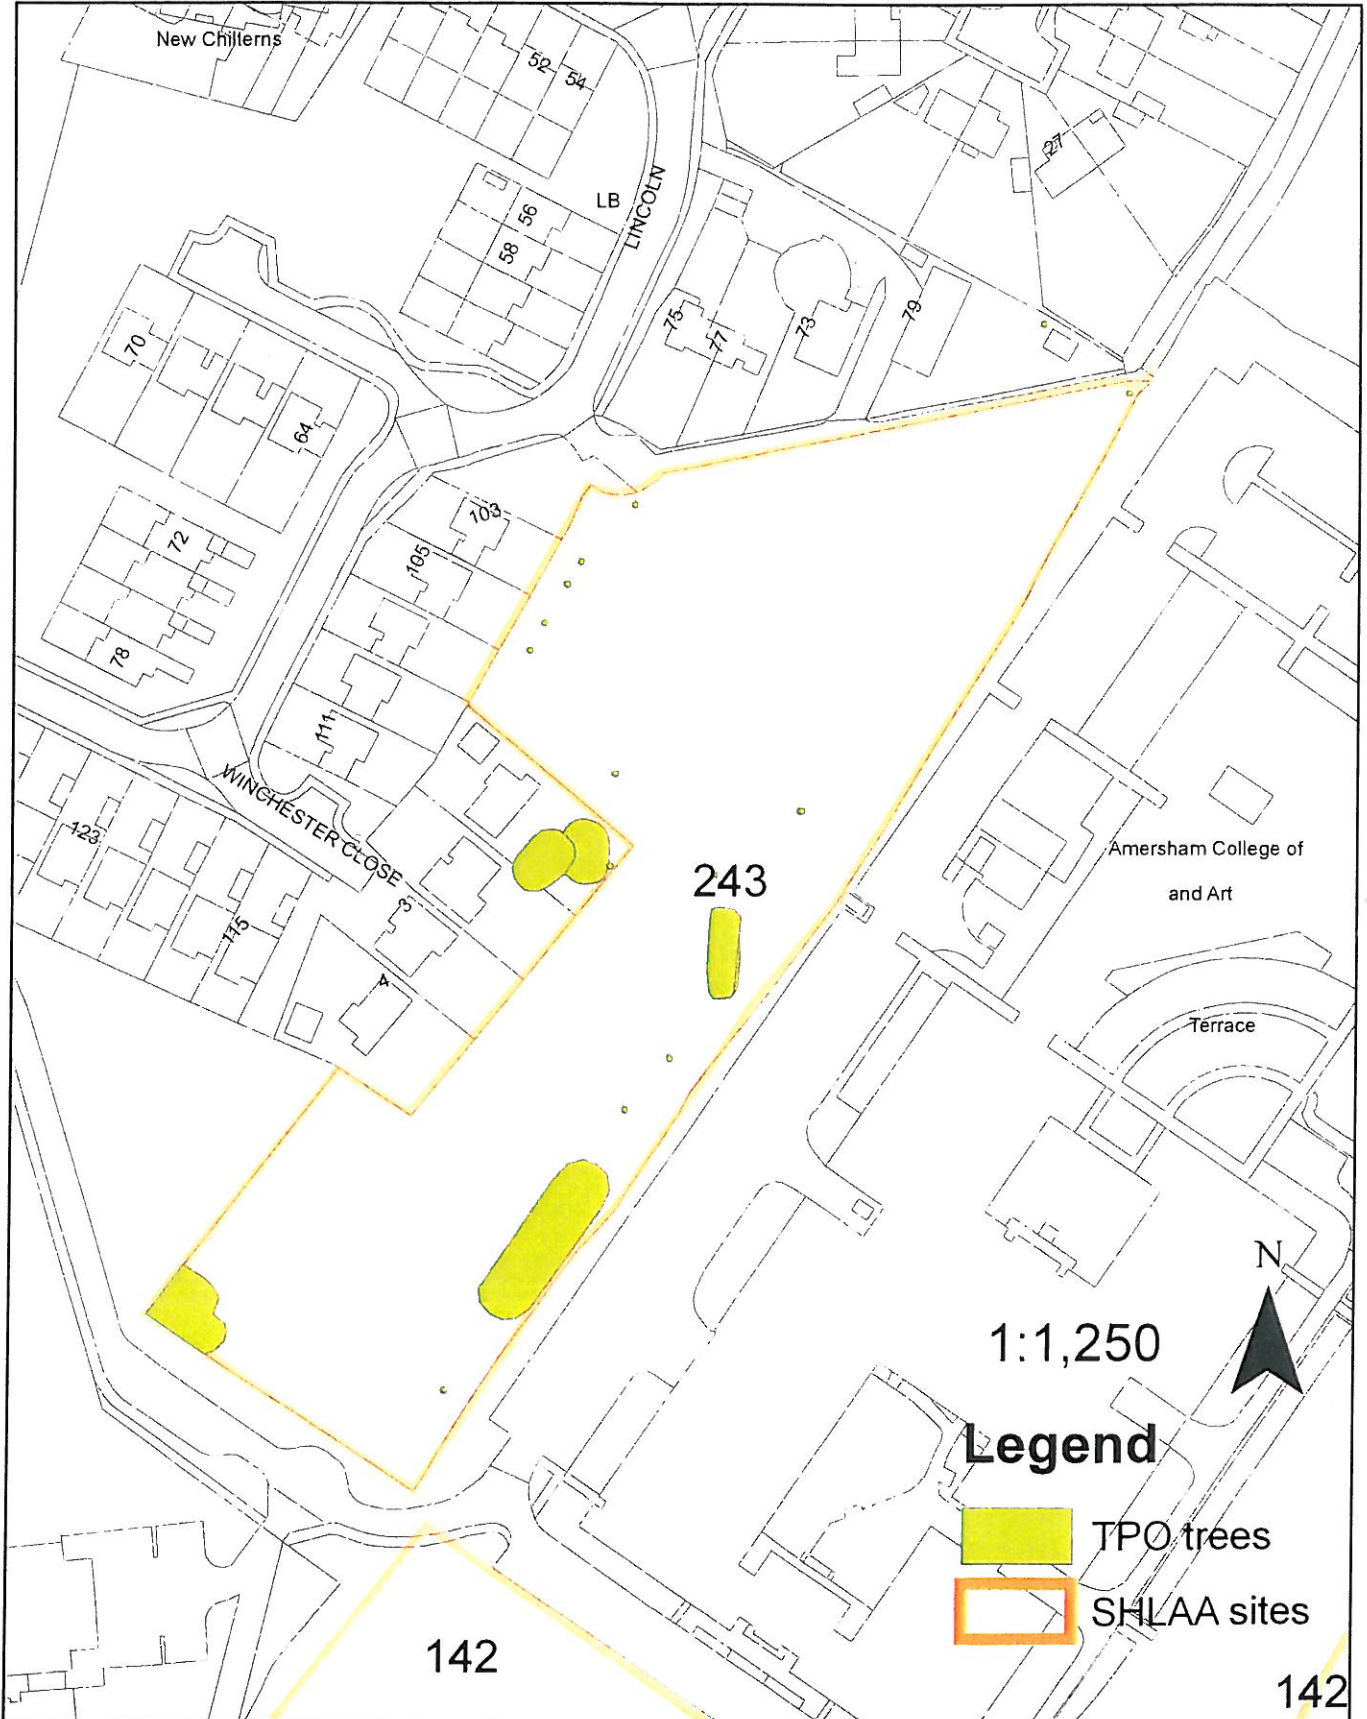 New Chilterns
52
54
27
LB
56
LINCOLN
58
75
77
73
79
70
64
103
105
72
78
111
WINCHESTER CLOSE
123
3
115
4
243
Amersham College of
and Art
Terrace
N
1:1,250
Legend
TPO trees
SHLAA sites
142
142